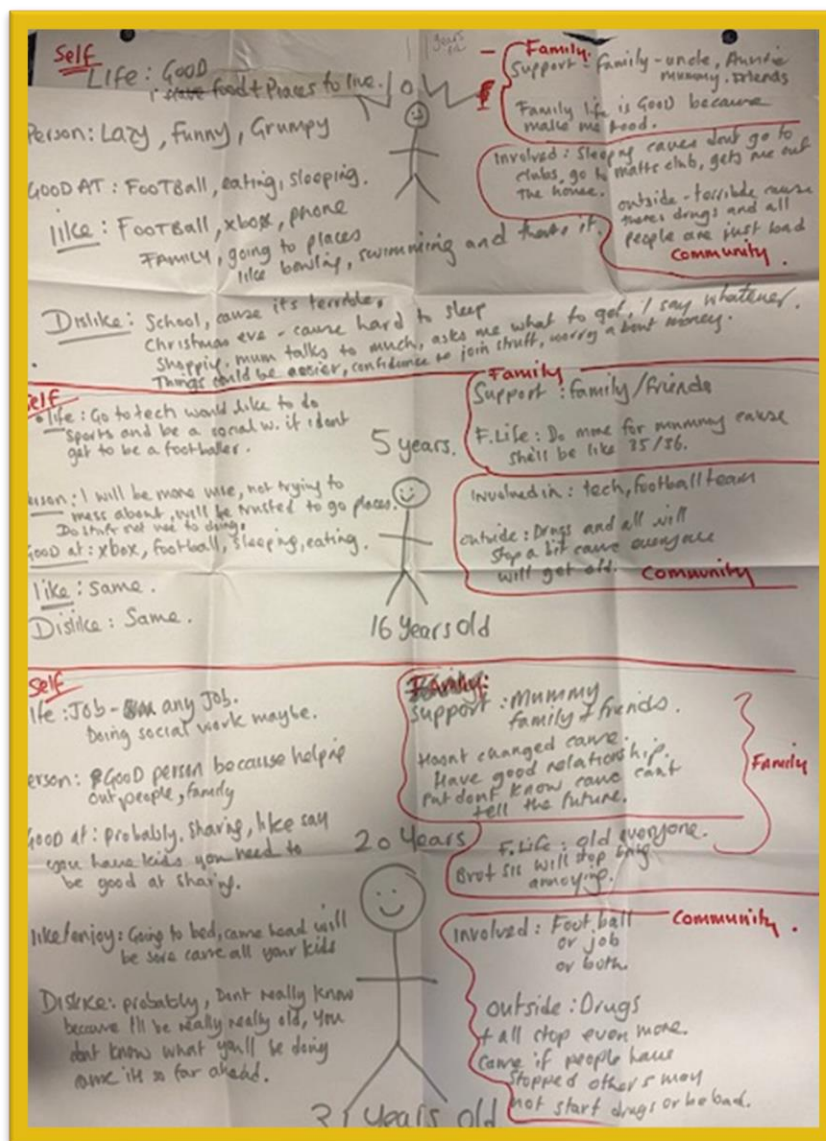 Self
Life: GOOD
food + Places to live.
Person: Lazy, Funny, Grumpy
GOOD AT: FOOTBALL, eating, sleeping.
like: FOOTBALL, xbox, phone
FAMILY, going to places
like bowling, swimming and thats it.
Dislike: School, cause its terrible,
Christmas eve - cause hard to sleep
Shopping, mum talks to much, asks me what to get, I say whatever.
Things could be easier, confidence to join stuff, worry about money.
Family:
Support: family - uncle, Auntie
mummy. Friends
Family life is GOOD because
make me food.
Involved: Sleeping cause dont go to
clubs, go to matts club, gets me out
the house.
outside - terrible cause
theres drugs and all
people are just bad
Community.
Self
life: Go to tech would like to do
sports and be a social w. if i dont
get to be a footballer.
Person: I will be more wise, not trying to
mess about, will be trusted to go places.
Do stuff not use to doing.
GOOD at: xbox, football, sleeping, eating.
like: same.
Dislike: Same.
5 years.
16 years old
Family
Support: family/friends
F.Life: Do more for mummy cause
she'll be like 35/36.
Involved in: tech, football team
outside: Drugs and all will
stop a bit cause everyone
will get old. Community
Self
life: JOB - any JOB.
Doing social work maybe.
Person: GOOD person because helping
out people, family
Good at: probably. Sharing, like say
you have kids you need to
be good at sharing.
like/enjoy: Going to bed, cause head will
be sore cause all your kids
Dislike: probably, Dont really know
because I'll be really really old, you
dont know what you'll be doing
cause its so far ahead.
20 years
31 years old
Family:
Support: Mummy
family + friends.
Hasnt changed cause.
Have good relationship.
but dont know cause cant
tell the future.
Family
F.Life: old everyone.
Bro + sis will stop being
annoying.
Community.
Involved: Football
or job
or both.
outside: Drugs
+ all stop even more.
Cause if people have
stopped others may
not start drugs or be bad.